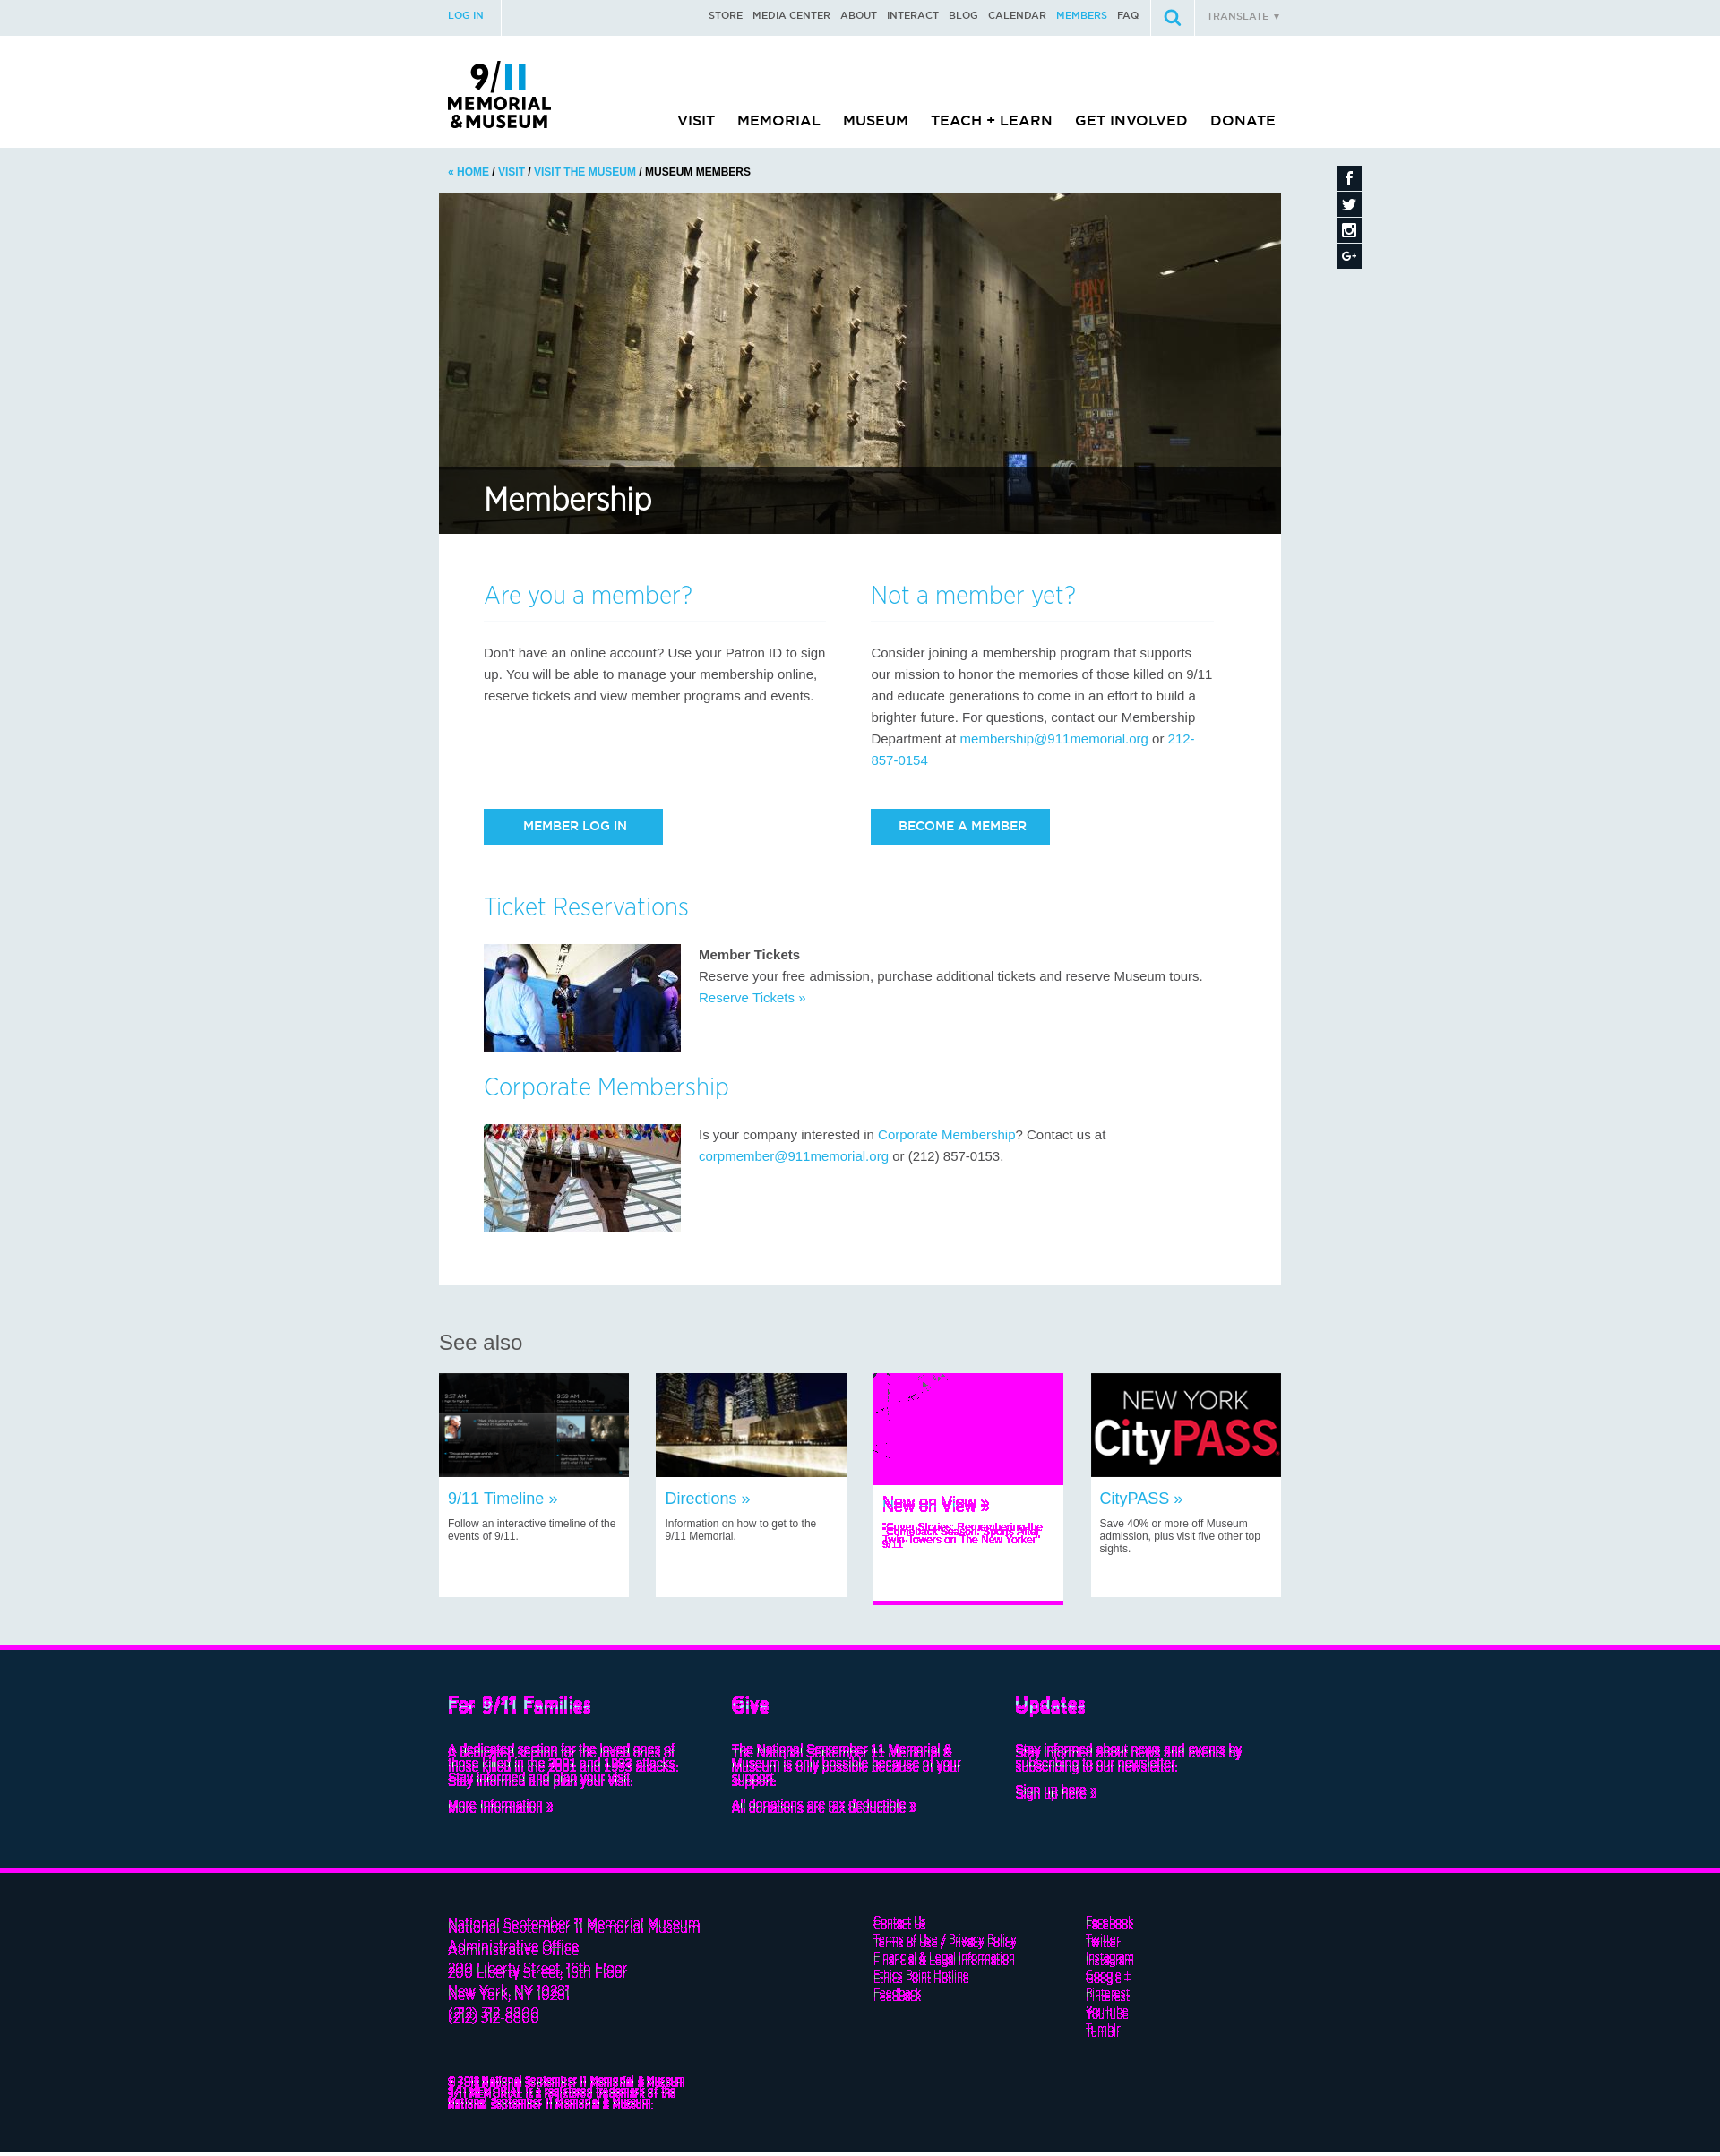 LOG IN
STORE MEDIA CENTER ABOUT INTERACT BLOG CALENDAR MEMBERS FAQ
TRANSLATE ▼
9/11
MEMORIAL
& MUSEUM
VISIT MEMORIAL MUSEUM TEACH + LEARN GET INVOLVED DONATE
« HOME / VISIT / VISIT THE MUSEUM / MUSEUM MEMBERS
PAPD
FDNY
343
Membership
Are you a member?
Don't have an online account? Use your Patron ID to sign
up. You will be able to manage your membership online,
reserve tickets and view member programs and events.
MEMBER LOG IN
Not a member yet?
Consider joining a membership program that supports
our mission to honor the memories of those killed on 9/11
and educate generations to come in an effort to build a
brighter future. For questions, contact our Membership
Department at membership@911memorial.org or 212-
857-0154
BECOME A MEMBER
Ticket Reservations
Member Tickets
Reserve your free admission, purchase additional tickets and reserve Museum tours.
Reserve Tickets »
Corporate Membership
Is your company interested in Corporate Membership? Contact us at
corpmember@911memorial.org or (212) 857-0153.
See also
9:57 AM
9:59 AM
9/11 Timeline »
Follow an interactive timeline of the
events of 9/11.
Directions »
Information on how to get to the
9/11 Memorial.
New on View »
"Cover Stories: Remembering the
Twin Towers on The New Yorker"
"Comeback Season: Sports After
9/11"
NEW YORK
CityPASS
CityPASS »
Save 40% or more off Museum
admission, plus visit five other top
sights.
For 9/11 Families
A dedicated section for the loved ones of
those killed in the 2001 and 1993 attacks.
Stay informed and plan your visit.
More Information »
Give
The National September 11 Memorial &
Museum is only possible because of your
support.
All donations are tax deductible »
Updates
Stay informed about news and events by
subscribing to our newsletter.
Sign up here »
National September 11 Memorial Museum
Administrative Office
200 Liberty Street, 16th Floor
New York, NY 10281
(212) 312-8800
Contact Us
Terms of Use / Privacy Policy
Financial & Legal Information
Ethics Point Hotline
Feedback
Facebook
Twitter
Instagram
Google +
Pinterest
YouTube
Tumblr
National September 11 Memorial & Museum
9/11 MEMORIAL is a registered trademark of the
National September 11 Memorial & Museum.